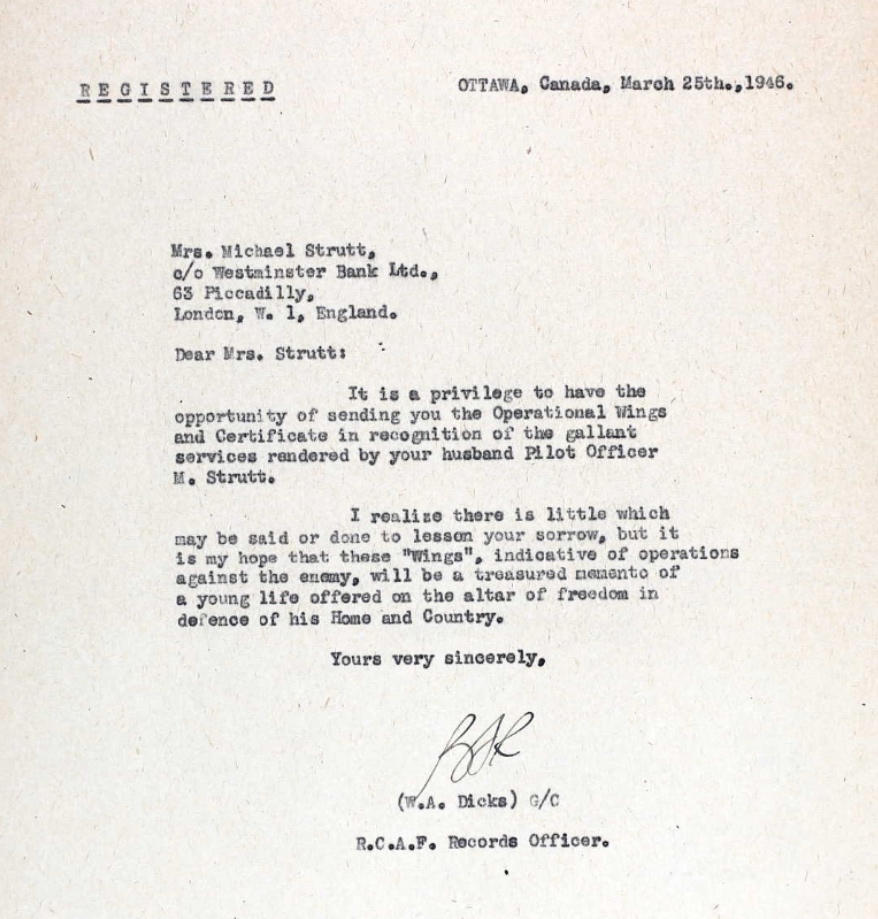 REGISTERED
OTTAWA, Canada, March 25th.,1946.
Mrs. Michael Strutt,
c/o Westminster Bank Ltd.,
63 Piccadilly,
London, W. 1, England.
Dear Mrs. Strutt:
It is a privilege to have the
opportunity of sending you the Operational Wings
and Certificate in recognition of the gallant
services rendered by your husband Pilot Officer
M. Strutt.
I realize there is little which
may be said or done to lessen your sorrow, but it
is my hope that these "Wings", indicative of operations
against the enemy, will be a treasured memento of
a young life offered on the altar of freedom in
defence of his Home and Country.
Yours very sincerely,
(W.A. Dicks) G/C
R.C.A.F. Records Officer.